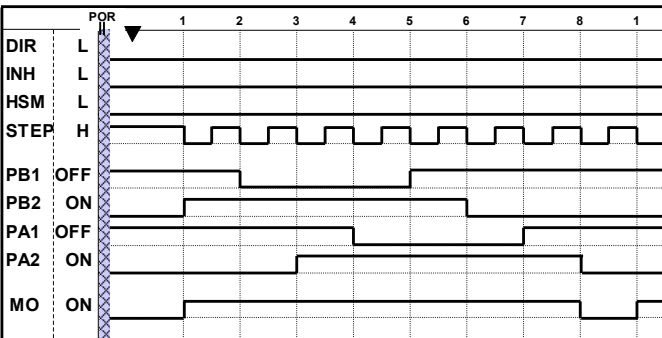 POR 1 2 3 4 5 6 7 8 1
DIR L
INH L
HSM L
STEP H
PB1 OFF
PB2 ON
PA1 OFF
PA2 ON
MO ON